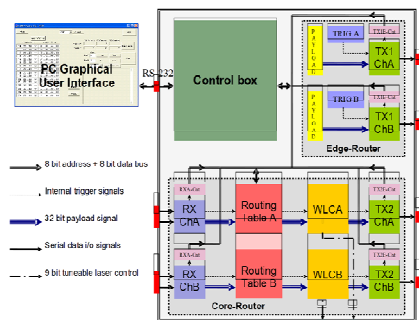 PC Graphical
User Interface
RS-232
Control box
PAYLOAD
TRIG A
TX1
ChA
PAYLOAD
TRIG B
TX1
ChB
Edge-Router
8 bit address + 8 bit data bus
Internal trigger signals
32 bit payload signal
Serial data i/o signals
9 bit tuneable laser control
RX
ChA
Routing
Table A
WLCA
TX2
ChA
RX
ChB
Routing
Table B
WLCB
TX2
ChB
Core-Router